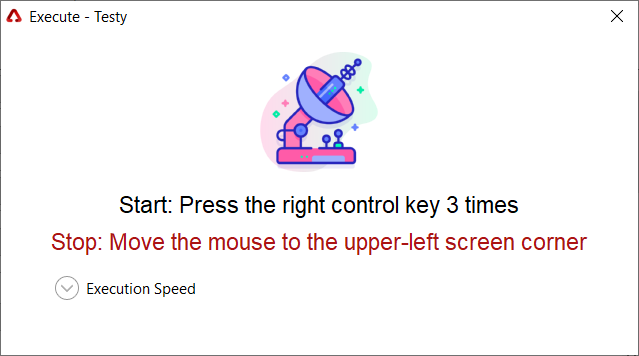 Execute - Testy
Start: Press the right control key 3 times
Stop: Move the mouse to the upper-left screen corner
Execution Speed